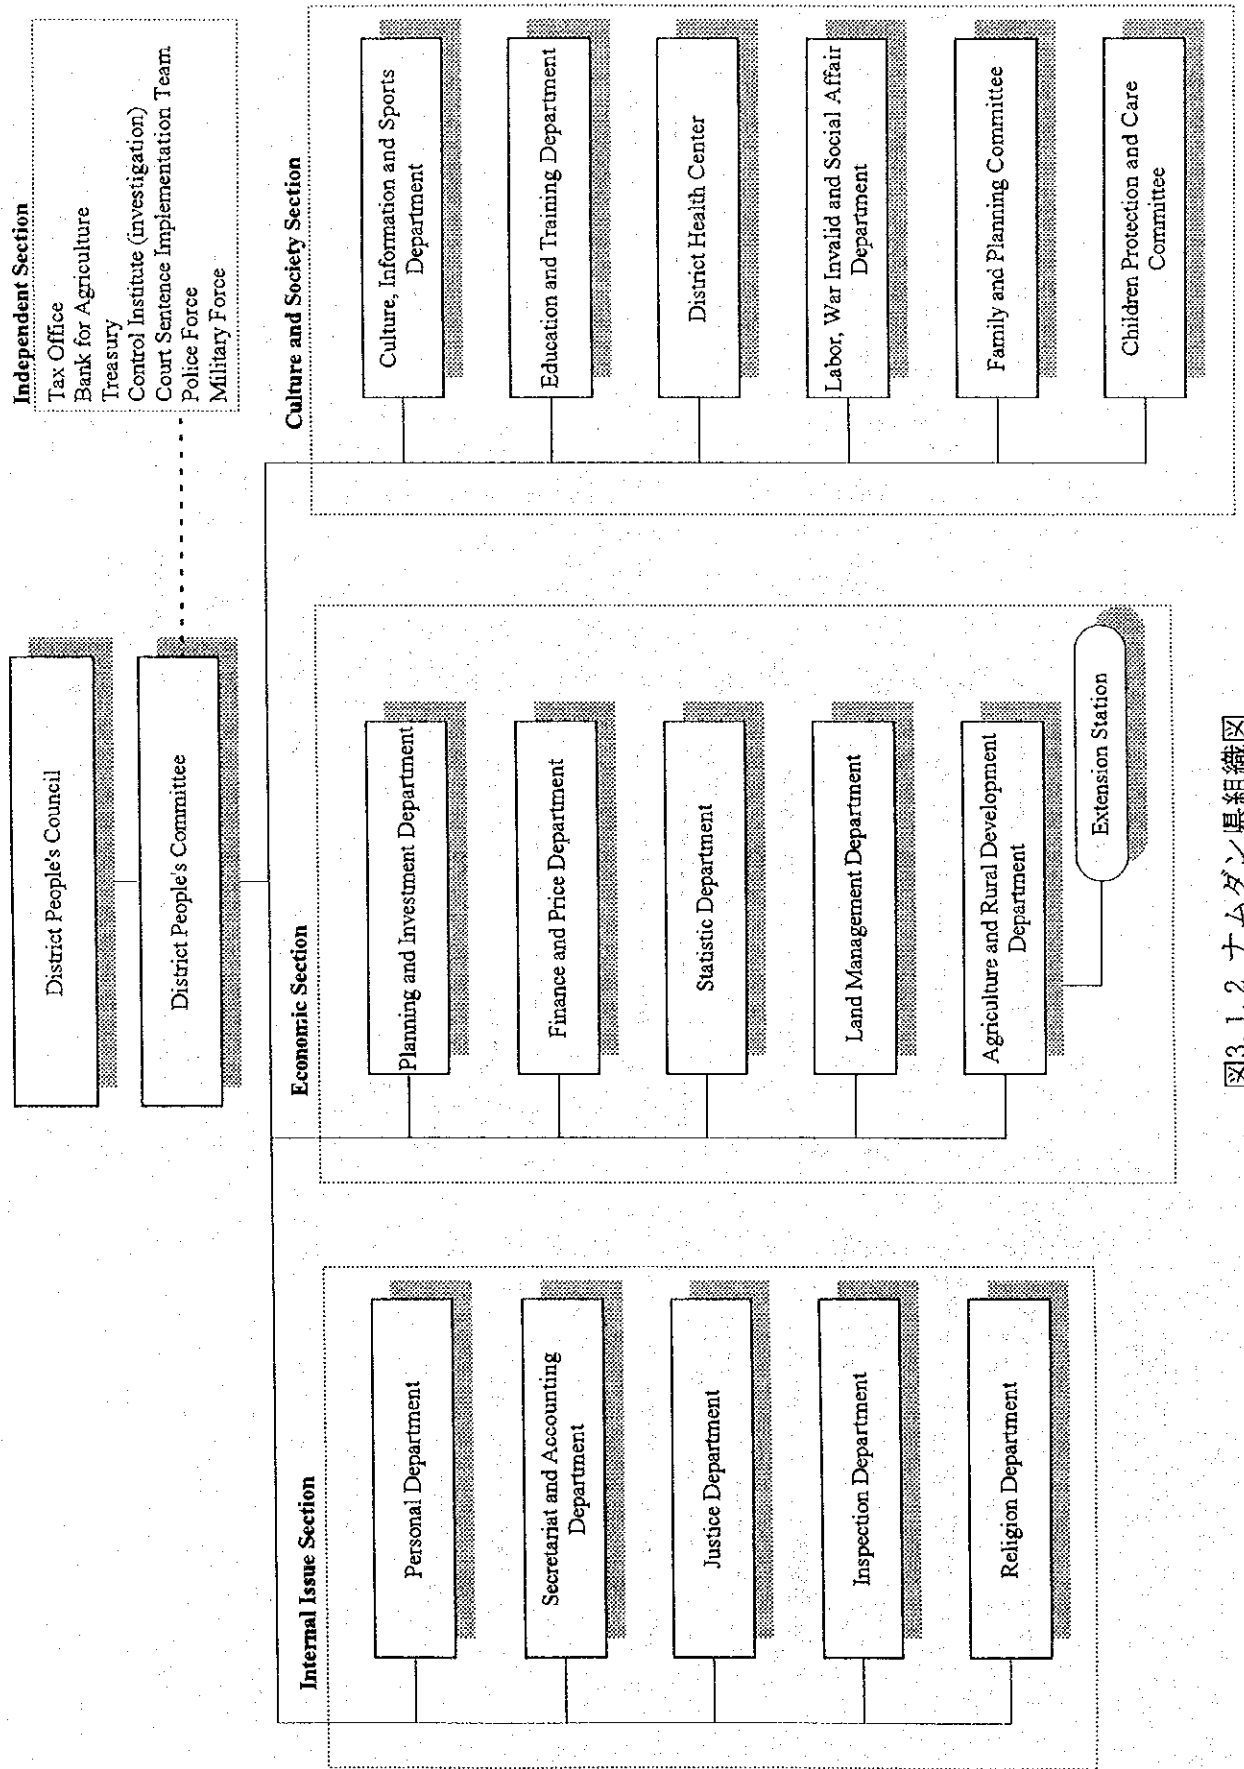 District People's Council
District People's Committee
Independent Section
Tax Office
Bank for Agriculture
Treasury
Control Institute (investigation)
Court Sentence Implementation Team
Police Force
Military Force
Internal Issue Section
Personal Department
Secretariat and Accounting
Department
Justice Department
Inspection Department
Religion Department
Economic Section
Planning and Investment Department
Finance and Price Department
Statistic Department
Land Management Department
Agriculture and Rural Development
Department
Extension Station
Culture and Society Section
Culture, Information and Sports
Department
Education and Training Department
District Health Center
Labor, War Invalid and Social Affair
Department
Family and Planning Committee
Children Protection and Care
Committee
図3.1.2 ナムダン県組織図